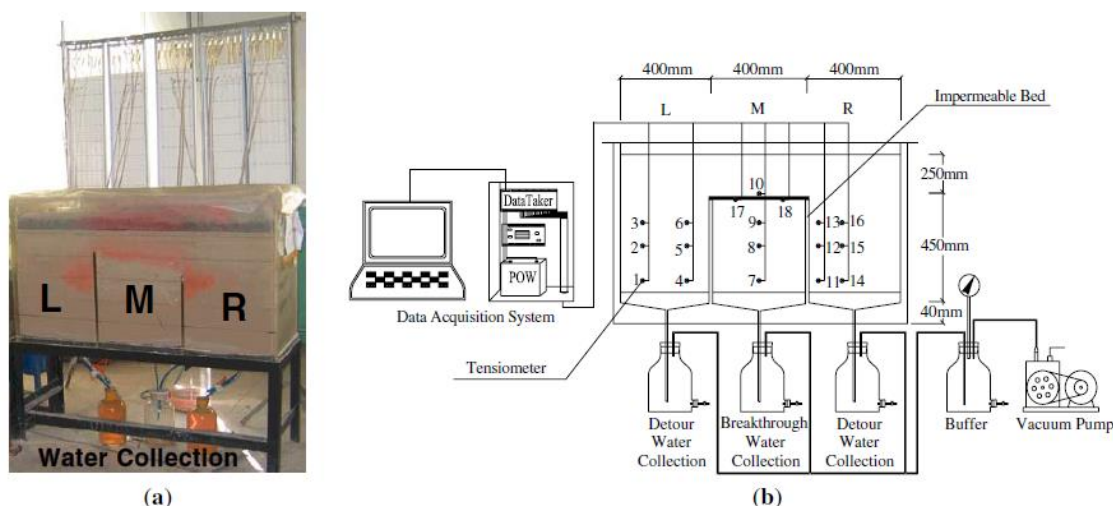 L
M
R
Water Collection
(a)
400mm 400mm 400mm
L M R
Impermeable Bed
250mm
10
DataTaker
17 18
3 6 9 13 16
2 5 8 12 15
450mm
POW
1 4 7 11 14
40mm
Data Acquisition System
Tensiometer
Detour
Water
Collection
Breakthrough
Water
Collection
Detour
Water
Collection
Buffer
Vacuum Pump
(b)